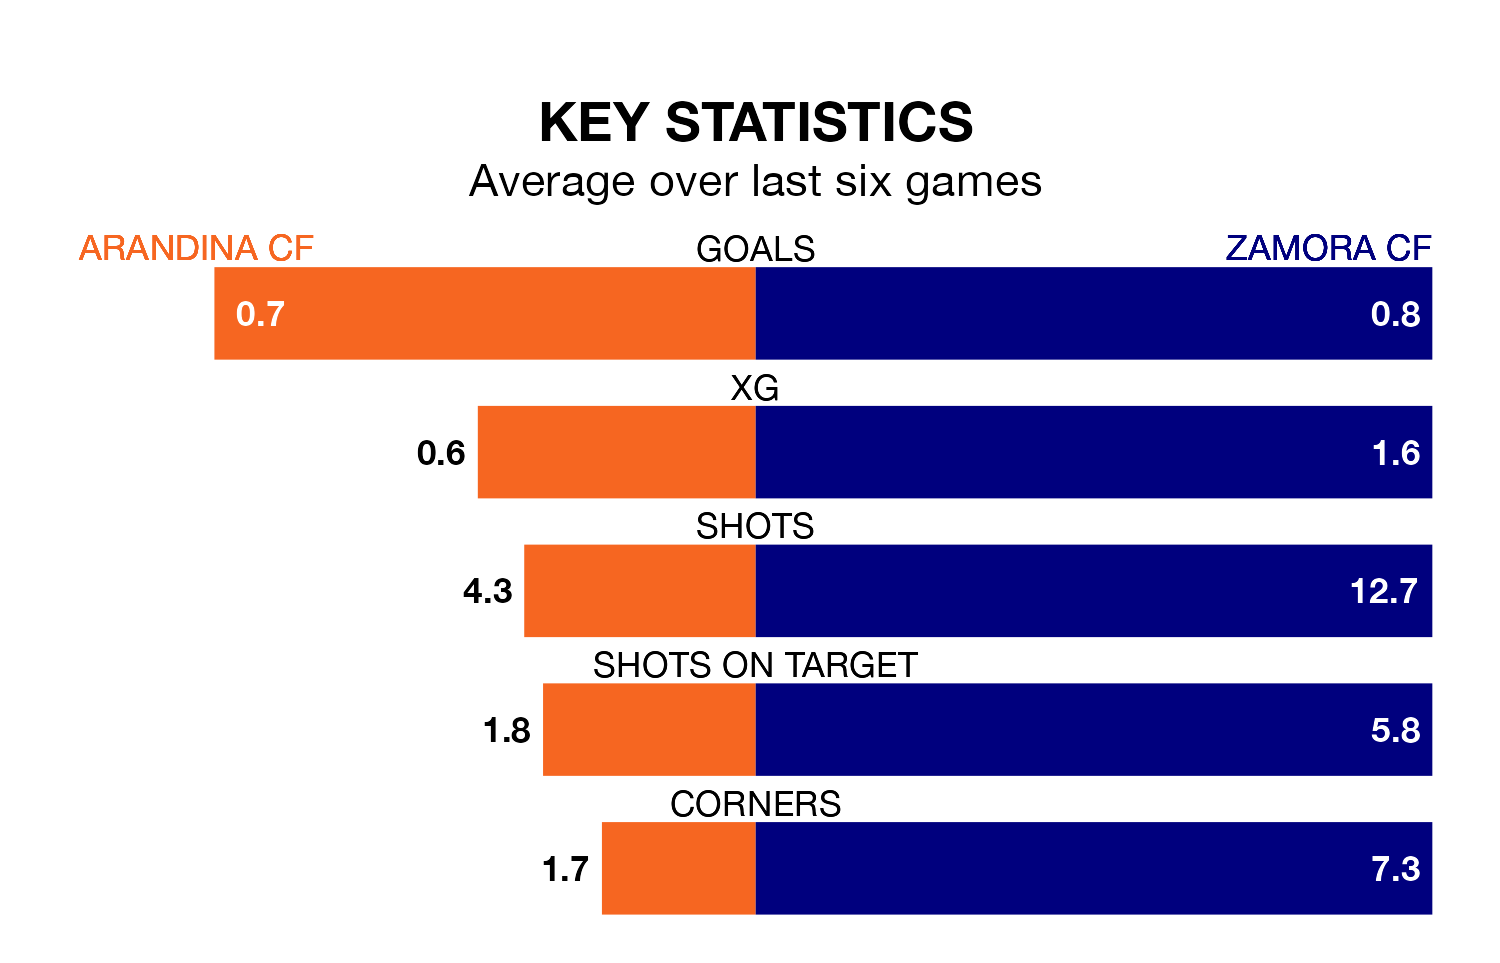 KEY STATISTICS
Average over last six games
ARANDINA CF GOALS ZAMORA CF
0.7 0.8
XG
0.6 1.6
SHOTS
4.3 12.7
SHOTS ON TARGET
1.8 5.8
CORNERS
1.7 7.3